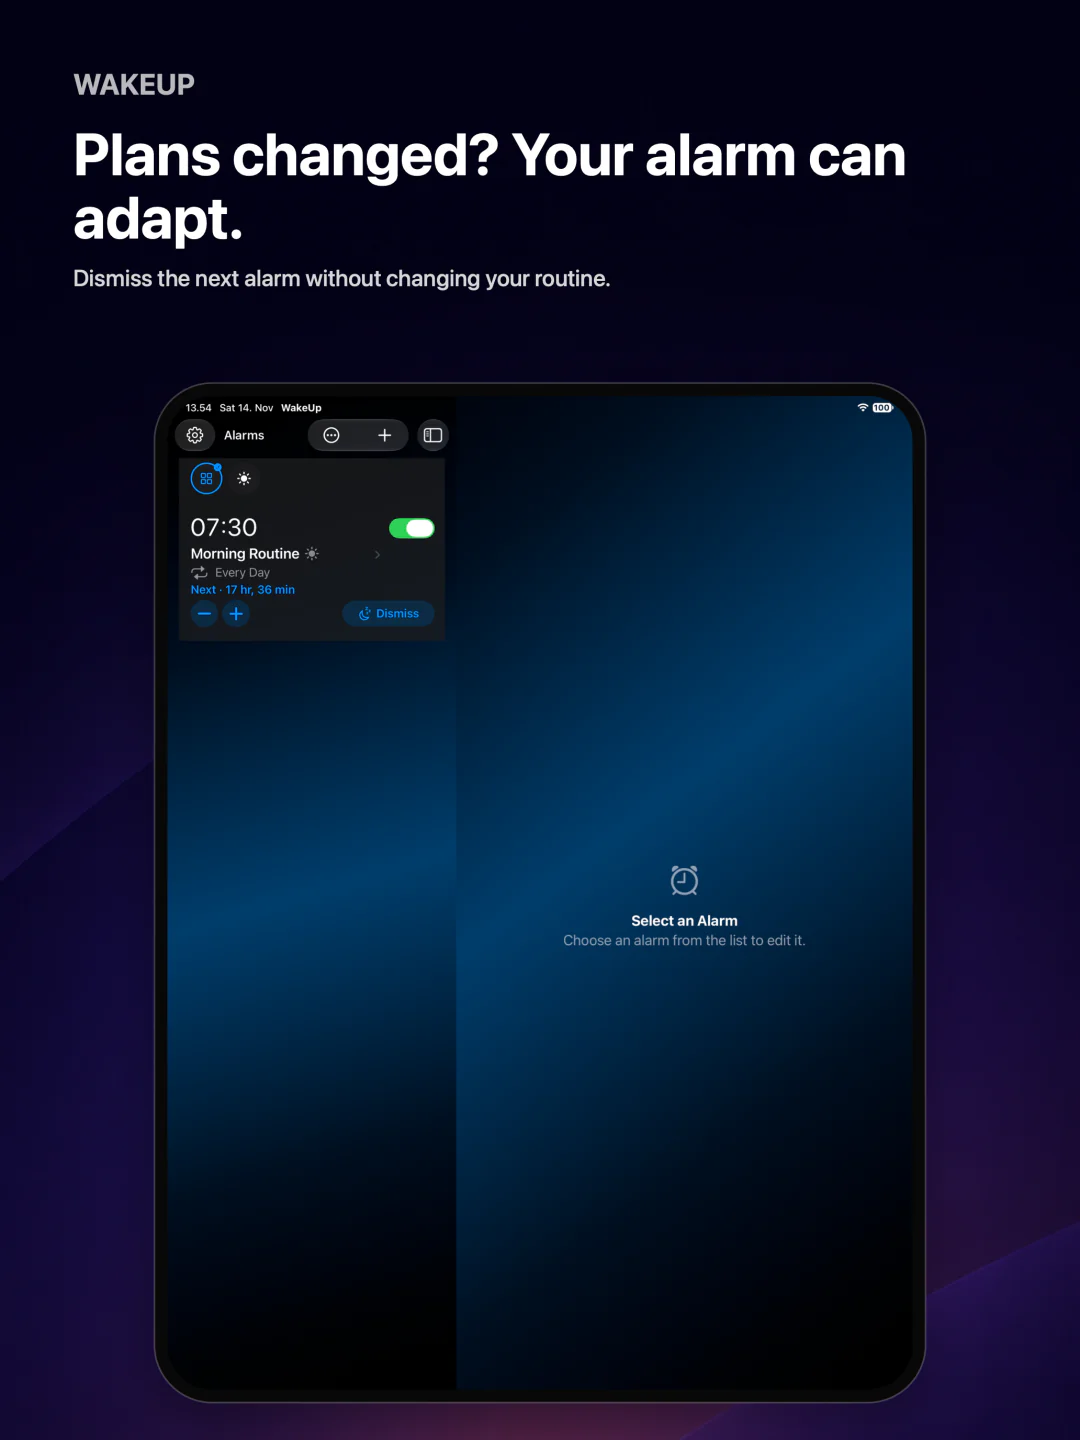 WAKEUP
Plans changed? Your alarm can
adapt.
Dismiss the next alarm without changing your routine.
13.54 Sat 14. Nov WakeUp
100
Alarms
07:30
Morning Routine
Every Day
Next · 17 hr, 36 min
Dismiss
Select an Alarm
Choose an alarm from the list to edit it.